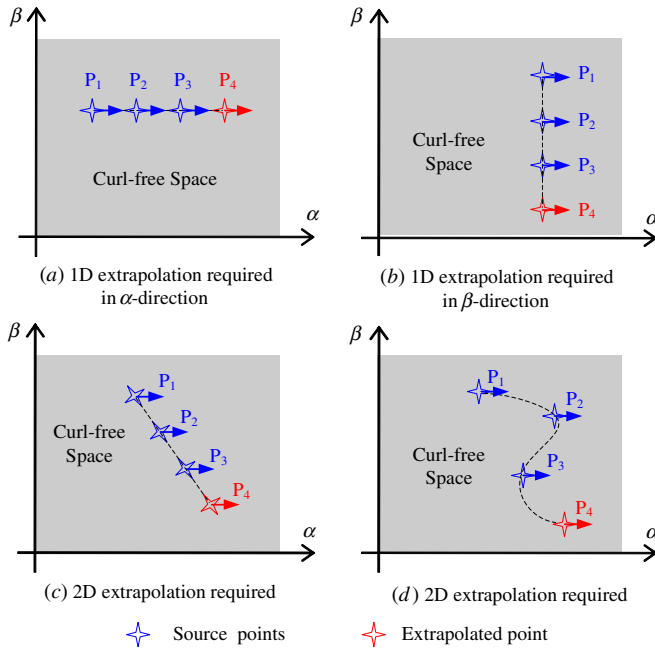 β
P1 P2 P3 P4
Curl-free Space
α
(a) 1D extrapolation required
in α-direction
β
P1
P2
Curl-free
Space
P3
P4
α
(b) 1D extrapolation required
in β-direction
β
P1
P2
Curl-free
Space
P3
P4
α
(c) 2D extrapolation required
β
P1
P2
Curl-free
Space
P3
P4
α
(d) 2D extrapolation required
Source points
Extrapolated point